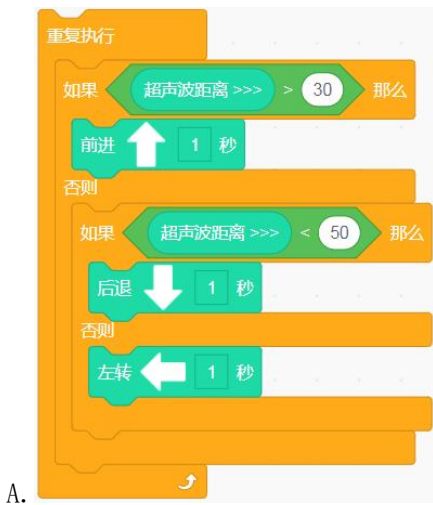 重复执行
如果 超声波距离 >>> > 30 那么
前进 1 秒
否则
如果 超声波距离 >>> < 50 那么
后退 1 秒
否则
左转 1 秒
A.